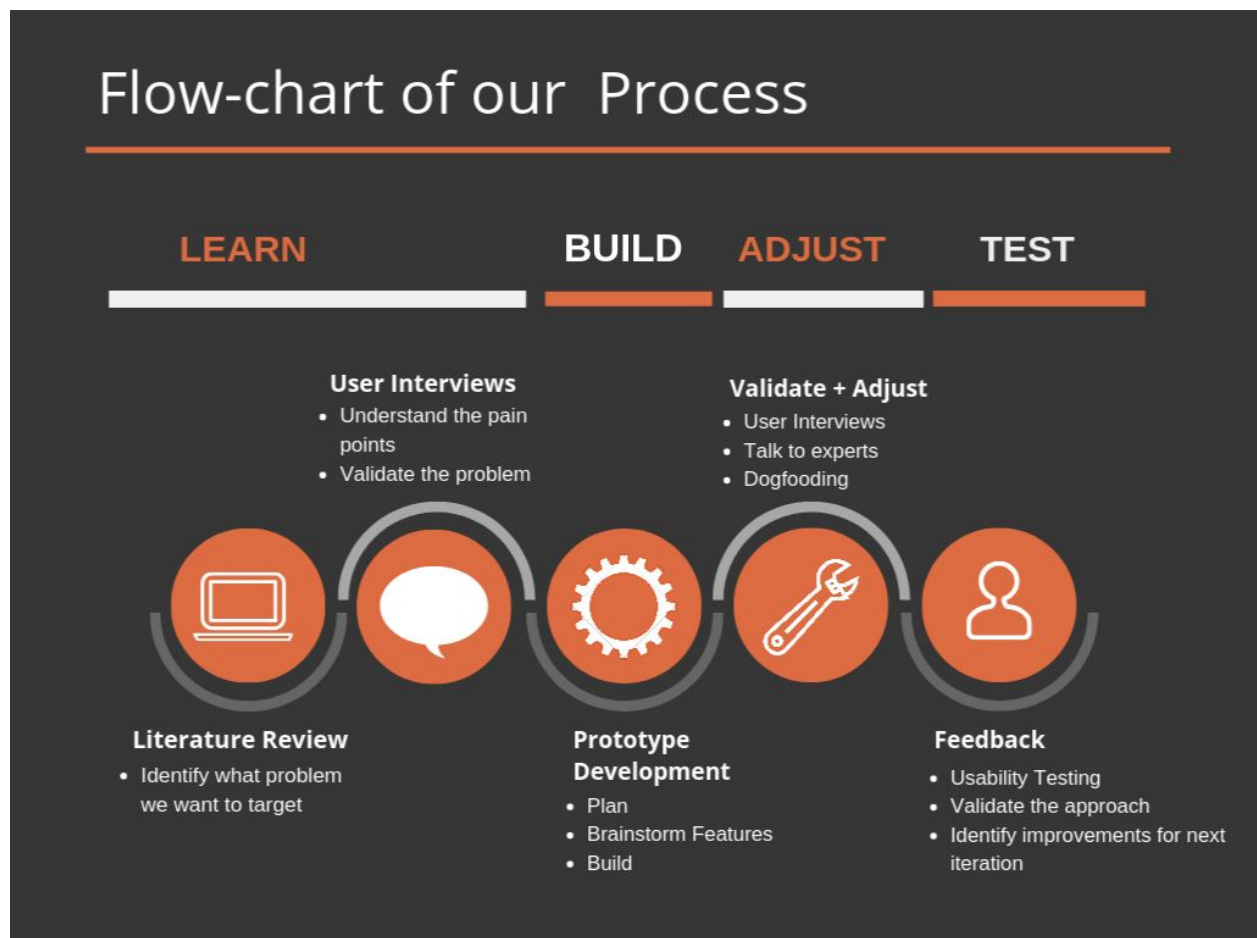 Flow-chart of our Process
LEARN
BUILD
ADJUST
TEST
User Interviews
• Understand the pain
points
• Validate the problem
Validate + Adjust
• User Interviews
• Talk to experts
• Dogfooding
Literature Review
• Identify what problem
we want to target
Prototype
Development
• Plan
• Brainstorm Features
• Build
Feedback
• Usability Testing
• Validate the approach
• Identify improvements for next
iteration